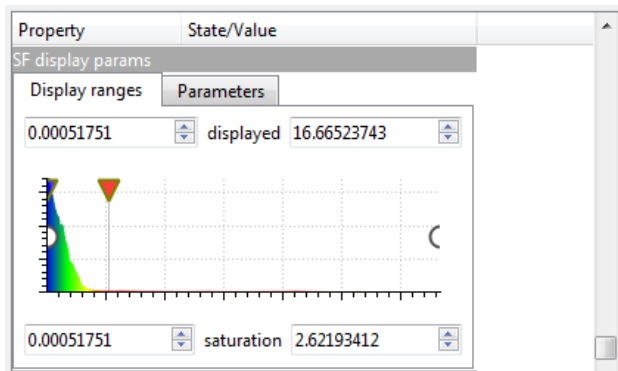 Property State/Value
SF display params
Display ranges Parameters
0.00051751 displayed 16.66523743
0.00051751 saturation 2.62193412